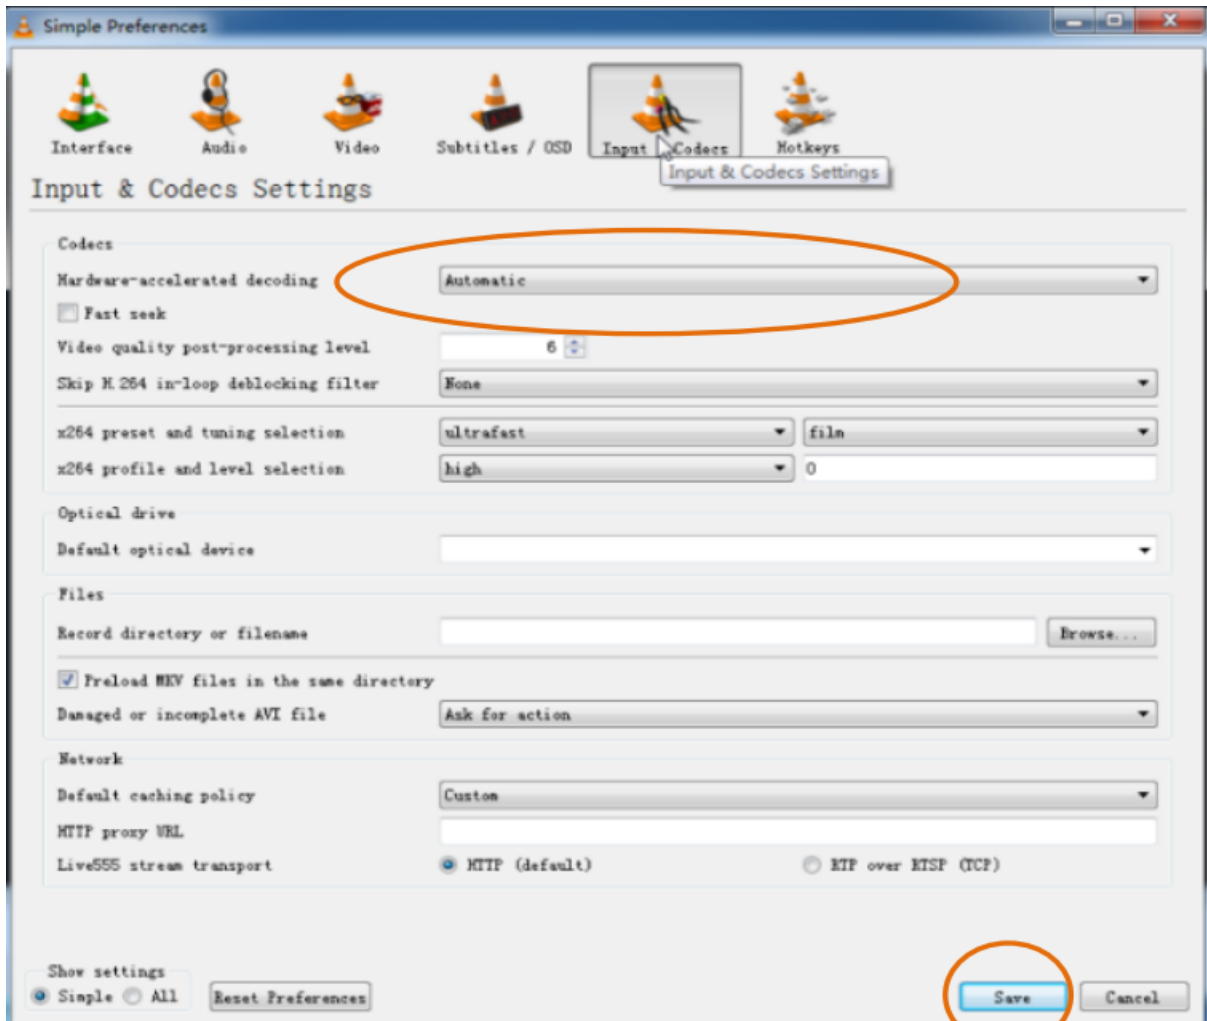 Simple Preferences
Interface Audio Video Subtitles / OSD Input Codecs Hotkeys
Input & Codecs Settings
Input & Codecs Settings
Codecs
Hardware-accelerated decoding Automatic
Fast seek
Video quality post-processing level 6
Skip H.264 in-loop deblocking filter None
x264 preset and tuning selection ultrafast film
x264 profile and level selection high 0
Optical drive
Default optical device
Files
Record directory or filename Browse...
Preload MKV files in the same directory
Damaged or incomplete AVI file Ask for action
Network
Default caching policy Custom
HTTP proxy URL
Live555 stream transport HTTP (default) RTP over RTSP (TCP)
Show settings
Simple All Reset Preferences Save Cancel